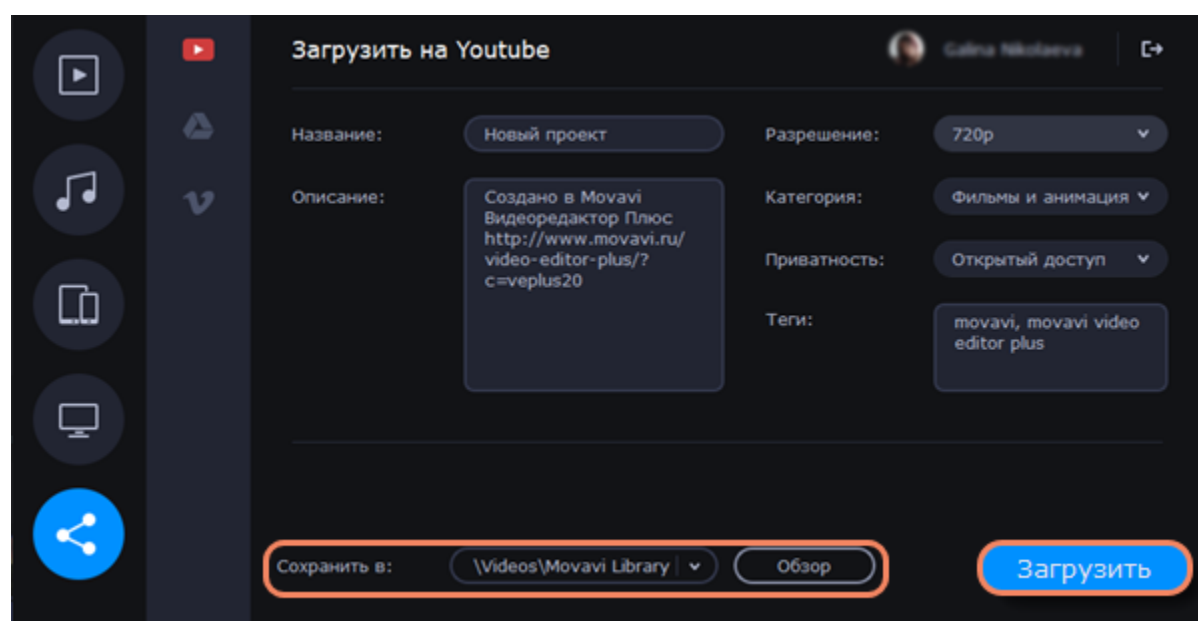 Загрузить на Youtube
Galina Nikolaeva
Название:
Новый проект
Разрешение:
720p
Описание:
Создано в Movavi
Видеоредактор Плюс
http://www.movavi.ru/
video-editor-plus/?
c=veplus20
Категория:
Фильмы и анимация
Приватность:
Открытый доступ
Теги:
movavi, movavi video
editor plus
Сохранить в:
\Videos\Movavi Library
Обзор
Загрузить